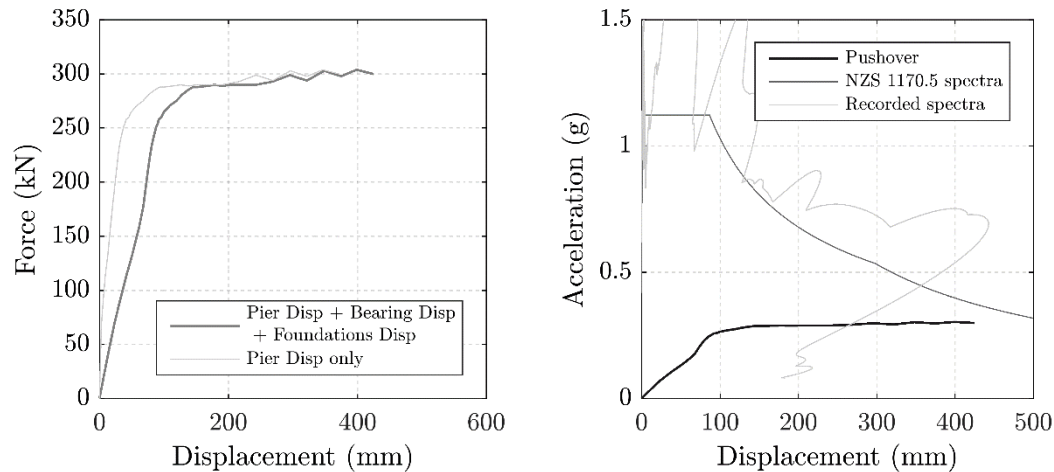 350
300
250
200
150
100
50
0
Force (kN)
0
200
400
600
Displacement (mm)
Pier Disp + Bearing Disp
+ Foundations Disp
Pier Disp only
1.5
1
0.5
0
Acceleration (g)
0
100
200
300
400
500
Displacement (mm)
Pushover
NZS 1170.5 spectra
Recorded spectra